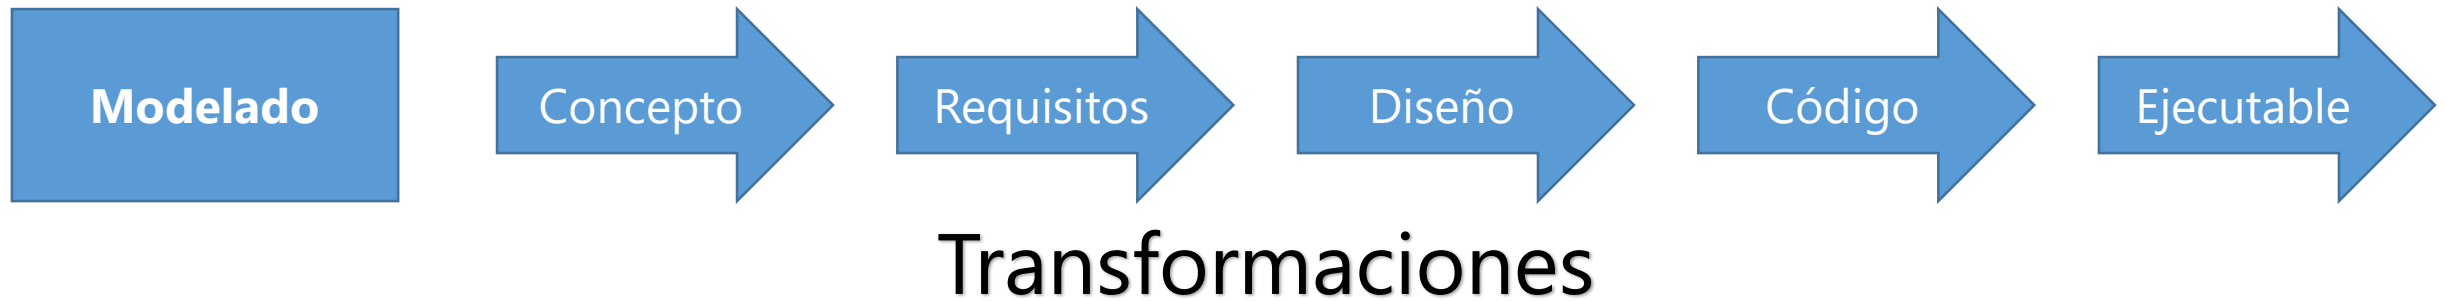 Modelado Concepto Requisitos Diseño Código Ejecutable
Transformaciones